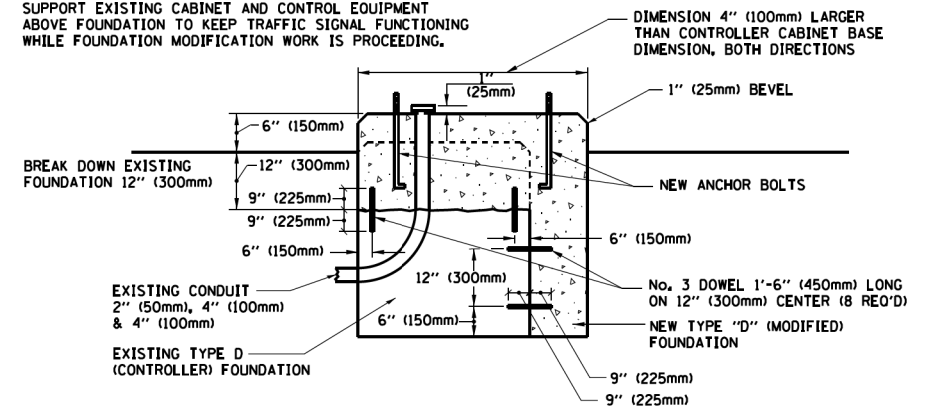 SUPPORT EXISTING CABINET AND CONTROL EQUIPMENT
ABOVE FOUNDATION TO KEEP TRAFFIC SIGNAL FUNCTIONING
WHILE FOUNDATION MODIFICATION WORK IS PROCEEDING.
DIMENSION 4" (100mm) LARGER
THAN CONTROLLER CABINET BASE
DIMENSION, BOTH DIRECTIONS
1"
(25mm)
1" (25mm) BEVEL
6" (150mm)
BREAK DOWN EXISTING
FOUNDATION 12" (300mm)
12" (300mm)
NEW ANCHOR BOLTS
9" (225mm)
9" (225mm)
6" (150mm)
6" (150mm)
12" (300mm)
EXISTING CONDUIT
2" (50mm), 4" (100mm)
& 4" (100mm)
No. 3 DOWEL 1'-6" (450mm) LONG
ON 12" (300mm) CENTER (8 REQ'D)
6" (150mm)
NEW TYPE "D" (MODIFIED)
FOUNDATION
EXISTING TYPE D
(CONTROLLER) FOUNDATION
9" (225mm)
9" (225mm)